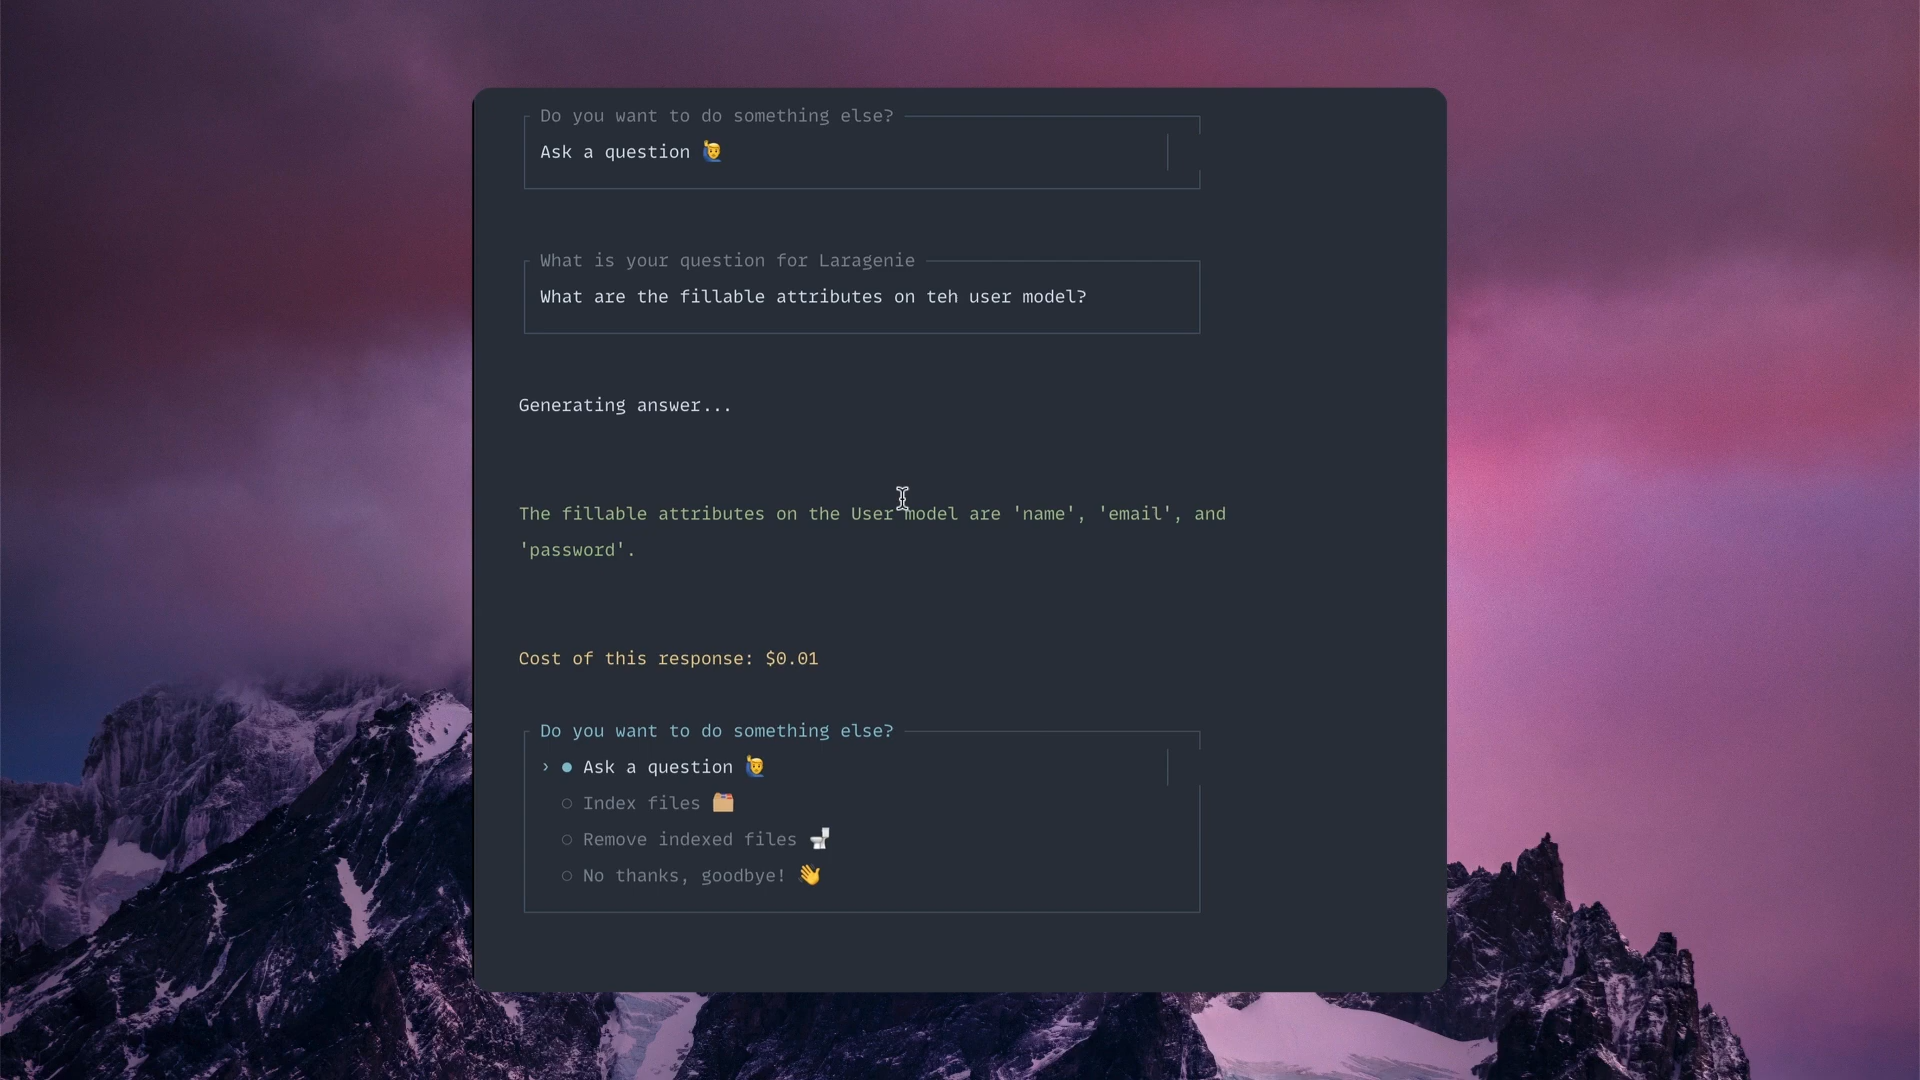 Do you want to do something else?
Ask a question 🙋‍♂️
What is your question for Laragenie
What are the fillable attributes on teh user model?
Generating answer...
The fillable attributes on the User model are 'name', 'email', and
'password'.
Cost of this response: $0.01
Do you want to do something else?
› ● Ask a question 🙋‍♂️
○ Index files 🗂️
○ Remove indexed files 🚽
○ No thanks, goodbye! 👋